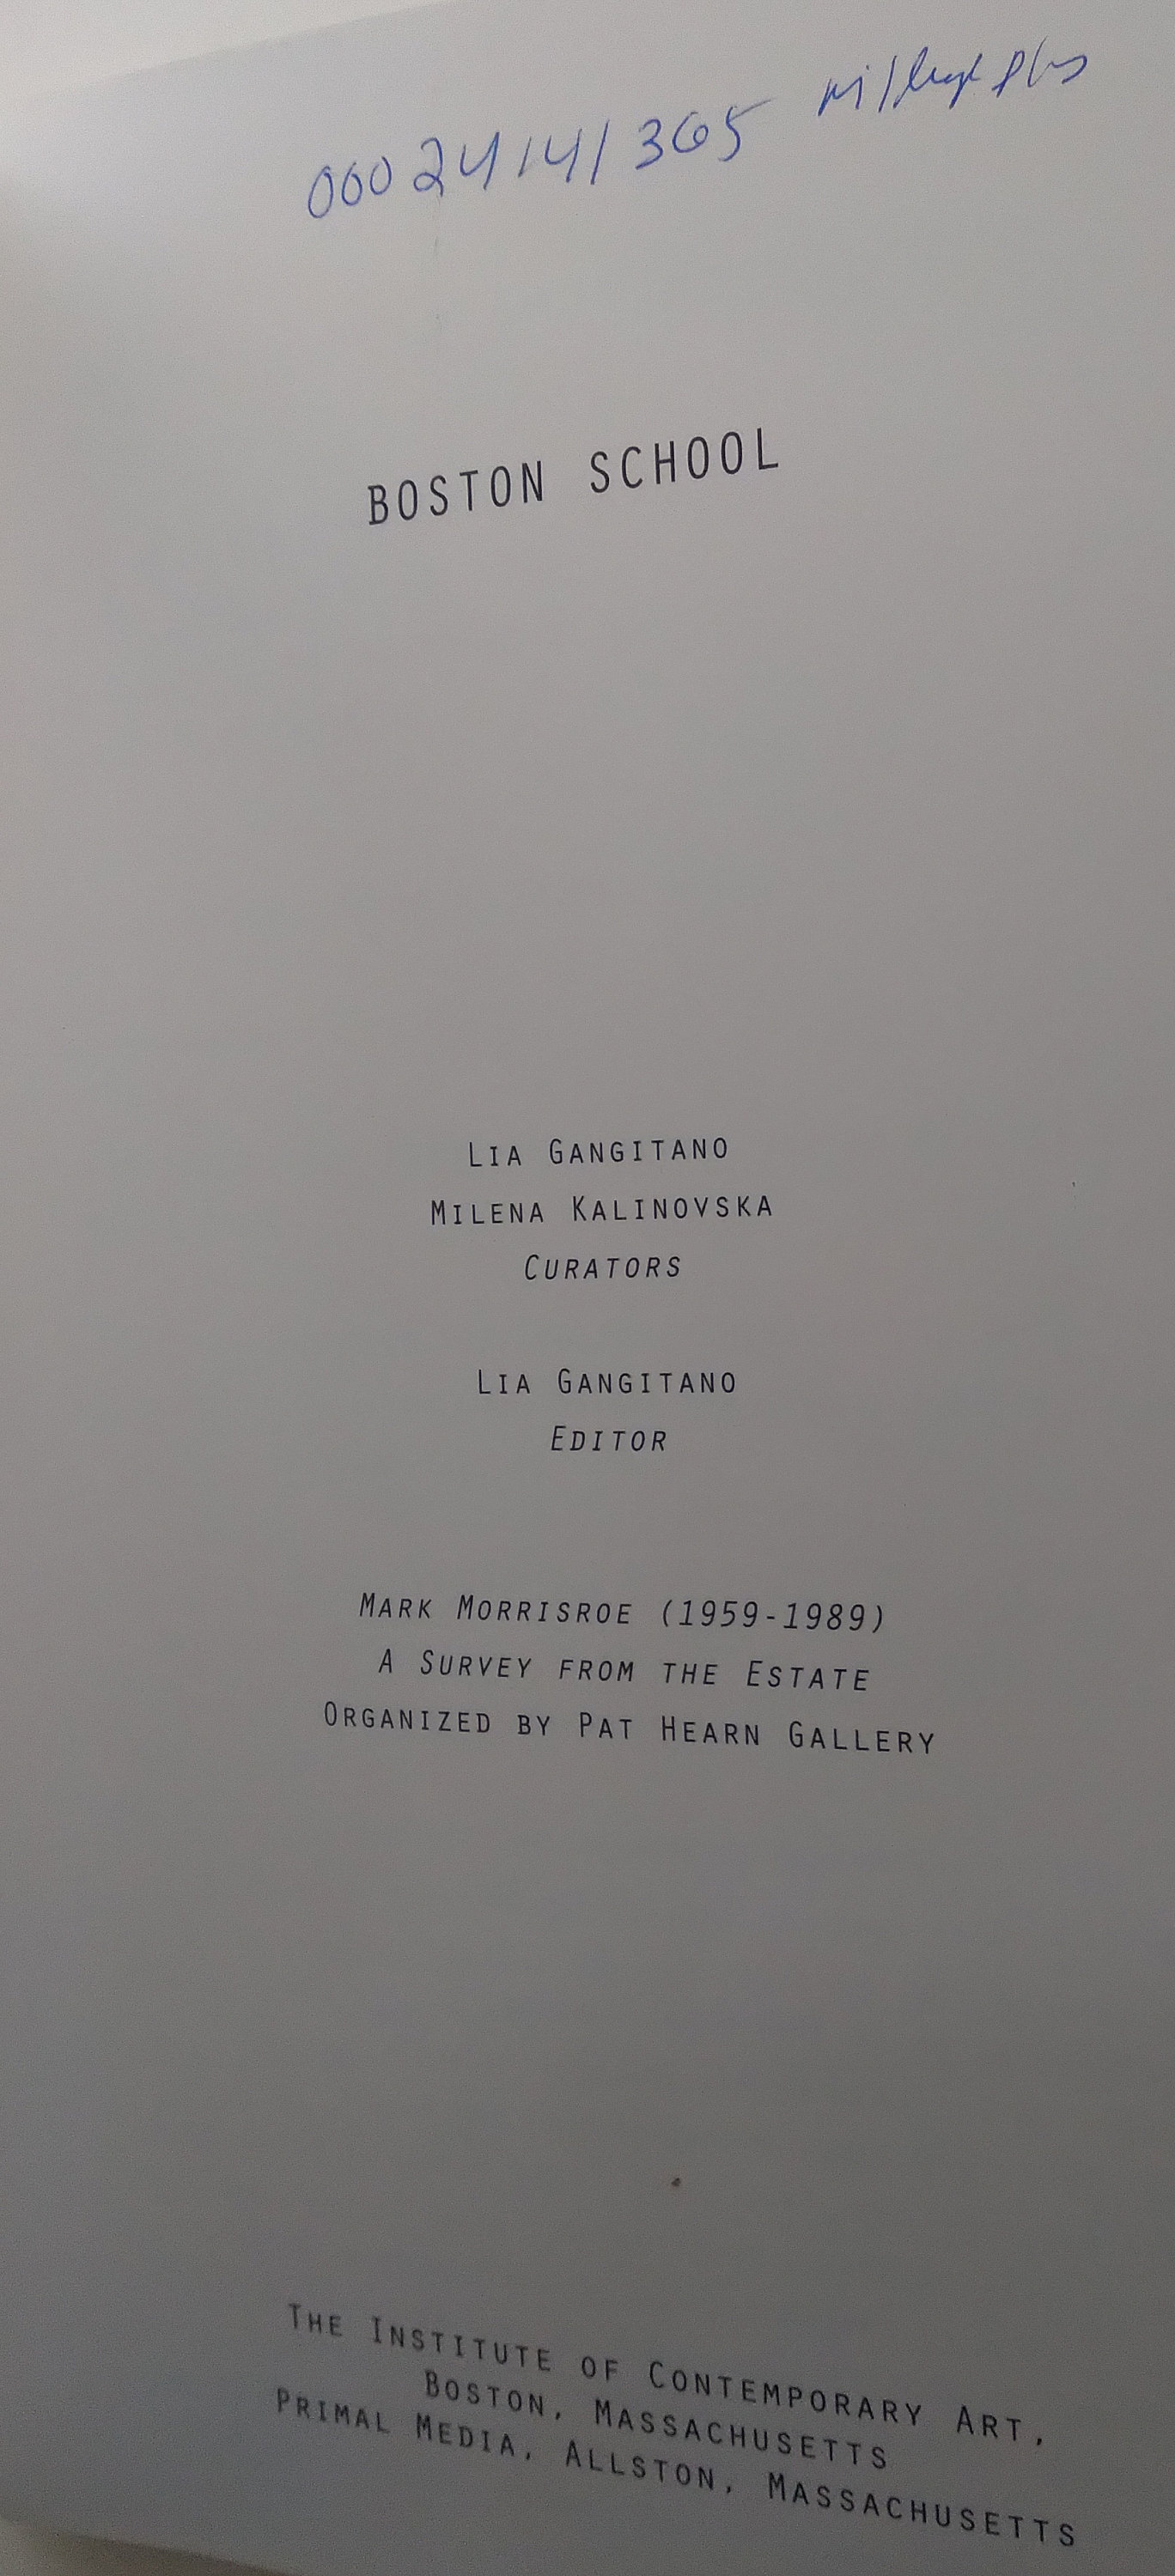 00024141365
BOSTON SCHOOL
LIA GANGITANO
MILENA KALINOVSKA
CURATORS
LIA GANGITANO
EDITOR
MARK MORRISROE (1959-1989)
A SURVEY FROM THE ESTATE
ORGANIZED BY PAT HEARN GALLERY
THE INSTITUTE OF CONTEMPORARY ART,
BOSTON, MASSACHUSETTS
PRIMAL MEDIA, ALLSTON, MASSACHUSETTS